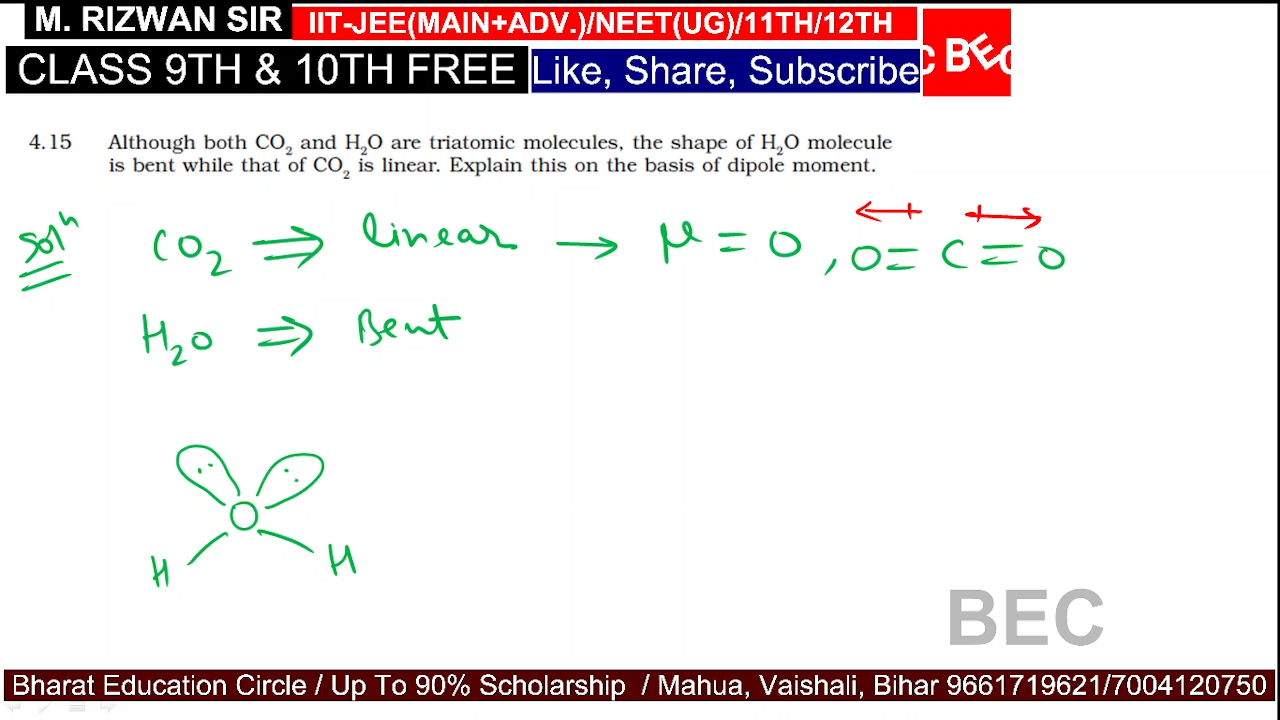 M. RIZWAN SIR IIT-JEE(MAIN+ADV.)/NEET(UG)/11TH/12TH
CLASS 9TH & 10TH FREE Like, Share, Subscribe C BEC
4.15 Although both CO₂ and H₂O are triatomic molecules, the shape of H₂O molecule
is bent while that of CO₂ is linear. Explain this on the basis of dipole moment.
Solⁿ CO₂ ⇒ linear → μ = 0, O=C=O
H₂O ⇒ Bent
O
H H
BEC
Bharat Education Circle / Up To 90% Scholarship / Mahua, Vaishali, Bihar 9661719621/7004120750